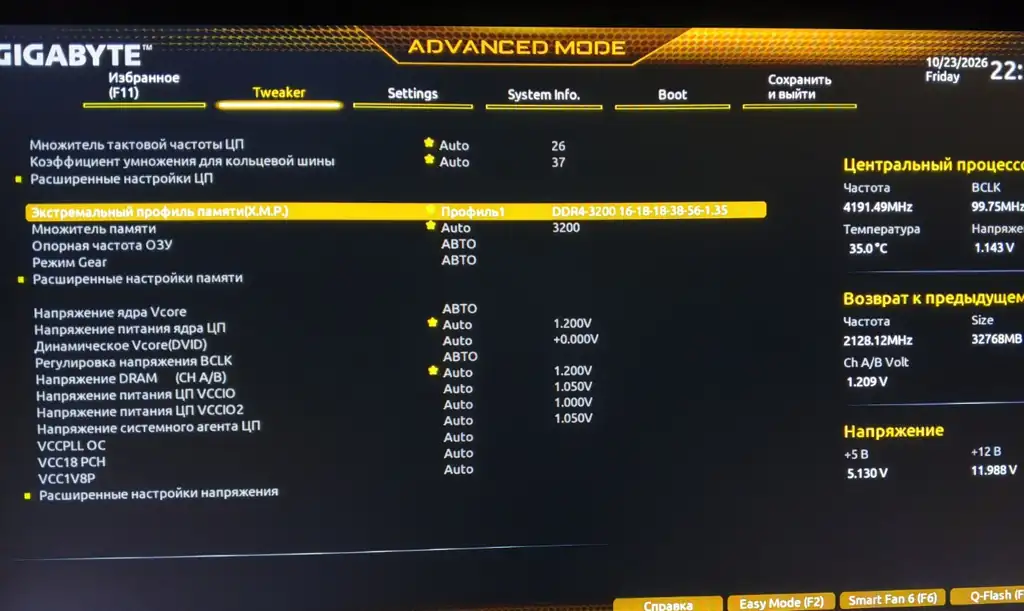 GIGABYTE™
ADVANCED MODE
10/23/2026
Friday
22:
Избранное
(F11)
Tweaker
Settings
System Info.
Boot
Сохранить
и выйти
Множитель тактовой частоты ЦП Auto 26
Коэффициент умножения для кольцевой шины Auto 37
Расширенные настройки ЦП
Экстремальный профиль памяти(X.M.P.) Профиль1 DDR4-3200 16-18-18-38-56-1.35
Множитель памяти Auto 3200
Опорная частота ОЗУ АВТО
Режим Gear АВТО
Расширенные настройки памяти
Напряжение ядра Vcore АВТО
Напряжение питания ядра ЦП Auto 1.200V
Динамическое Vcore(DVID) Auto +0.000V
Регулировка напряжения BCLK АВТО
Напряжение DRAM (CH A/B) Auto 1.200V
Напряжение питания ЦП VCCIO Auto 1.050V
Напряжение питания ЦП VCCIO2 Auto 1.000V
Напряжение системного агента ЦП Auto 1.050V
VCCPLL OC Auto
VCC18 PCH Auto
VCC1V8P Auto
Расширенные настройки напряжения
Центральный процессо
Частота BCLK
4191.49MHz 99.75MHz
Температура Напряже
35.0 °C 1.143 V
Возврат к предыдущем
Частота Size
2128.12MHz 32768MB
Ch A/B Volt
1.209 V
Напряжение
+5 В +12 В
5.130 V 11.988 V
Справка
Easy Mode (F2)
Smart Fan 6 (F6)
Q-Flash (F